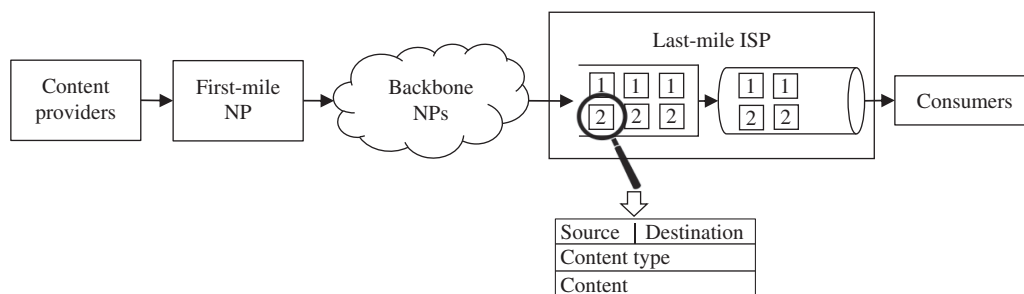 Content
providers
First-mile
NP
Backbone
NPs
Last-mile ISP
1 1 1 1 1
2 2 2 2 2
Consumers
Source Destination
Content type
Content